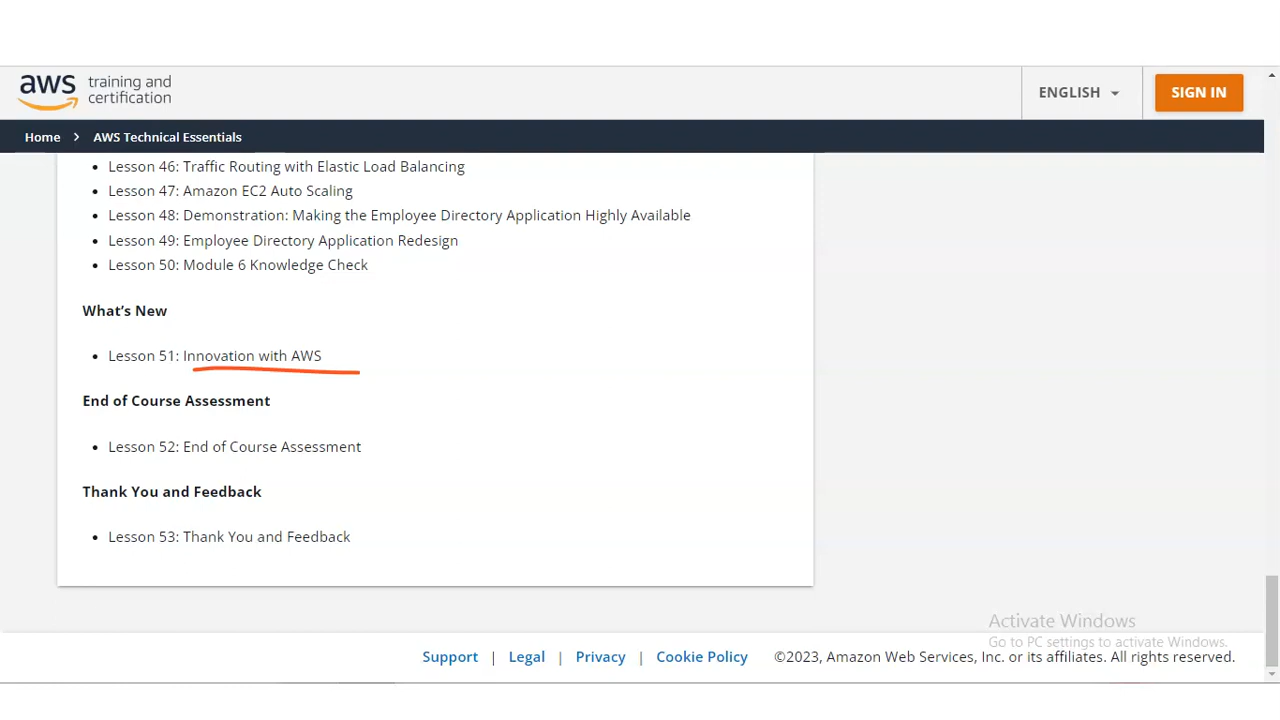 aws training and certification
ENGLISH
SIGN IN
Home > AWS Technical Essentials
• Lesson 46: Traffic Routing with Elastic Load Balancing
• Lesson 47: Amazon EC2 Auto Scaling
• Lesson 48: Demonstration: Making the Employee Directory Application Highly Available
• Lesson 49: Employee Directory Application Redesign
• Lesson 50: Module 6 Knowledge Check
What's New
• Lesson 51: Innovation with AWS
End of Course Assessment
• Lesson 52: End of Course Assessment
Thank You and Feedback
• Lesson 53: Thank You and Feedback
Activate Windows
Go to PC settings to activate Windows.
Support | Legal | Privacy | Cookie Policy ©2023, Amazon Web Services, Inc. or its affiliates. All rights reserved.